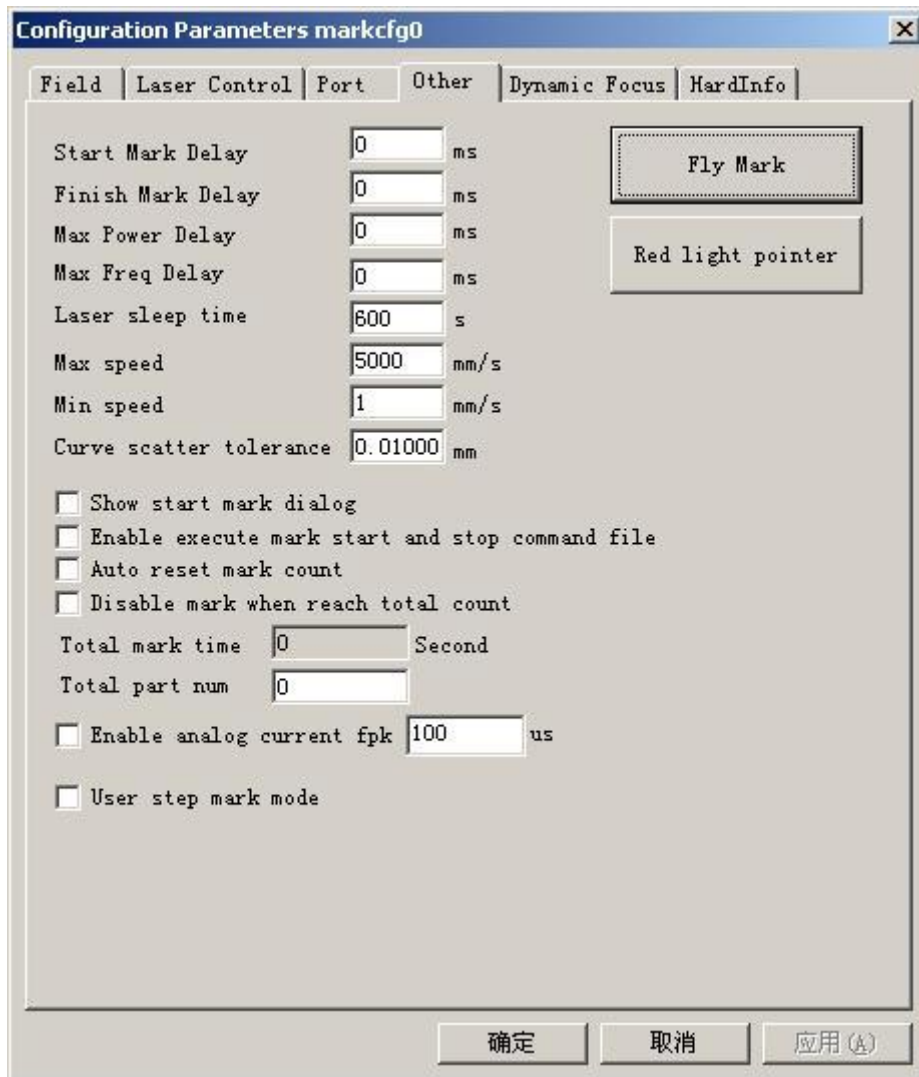 Configuration Parameters markcfg0
Field Laser Control Port Other Dynamic Focus HardInfo
Start Mark Delay 0 ms
Fly Mark
Finish Mark Delay 0 ms
Max Power Delay 0 ms
Red light pointer
Max Freq Delay 0 ms
Laser sleep time 600 s
Max speed 5000 mm/s
Min speed 1 mm/s
Curve scatter tolerance 0.01000 mm
Show start mark dialog
Enable execute mark start and stop command file
Auto reset mark count
Disable mark when reach total count
Total mark time 0 Second
Total part num 0
Enable analog current fpk 100 us
User step mark mode
确定 取消 应用(A)